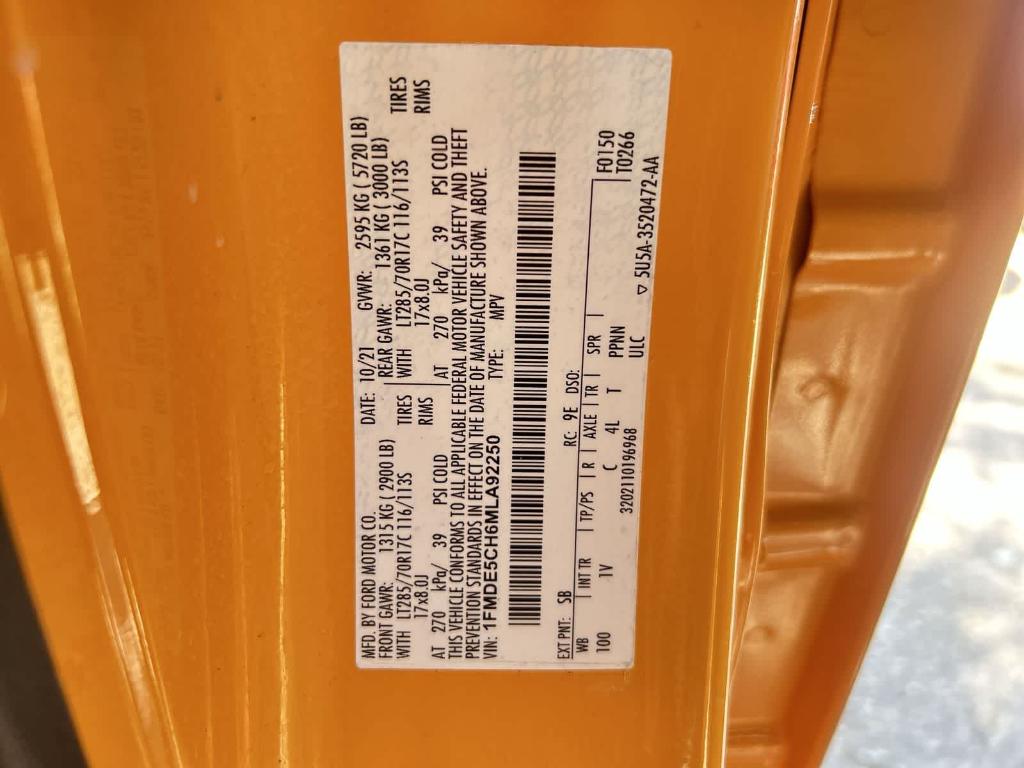 MFD. BY FORD MOTOR CO. DATE: 10/21 GVWR: 2595 KG ( 5720 LB)
FRONT GAWR: 1315 KG ( 2900 LB) REAR GAWR: 1361 KG ( 3000 LB)
WITH LT285/70R17C 116/113S TIRES WITH LT285/70R17C 116/113S TIRES
17x8.0J RIMS 17x8.0J RIMS
AT 270 kPa/ 39 PSI COLD AT 270 kPa/ 39 PSI COLD
THIS VEHICLE CONFORMS TO ALL APPLICABLE FEDERAL MOTOR VEHICLE SAFETY AND THEFT
PREVENTION STANDARDS IN EFFECT ON THE DATE OF MANUFACTURE SHOWN ABOVE.
VIN: 1FMDE5CH6MLA92250 TYPE: MPV
EXT PNT: SB RC: 9E DSO:
WB INT TR TP/PS R AXLE TR SPR F0150
100 1V C 4L T PPNN T0266
3202110196968 ULC ▽ 5U5A-3520472-AA